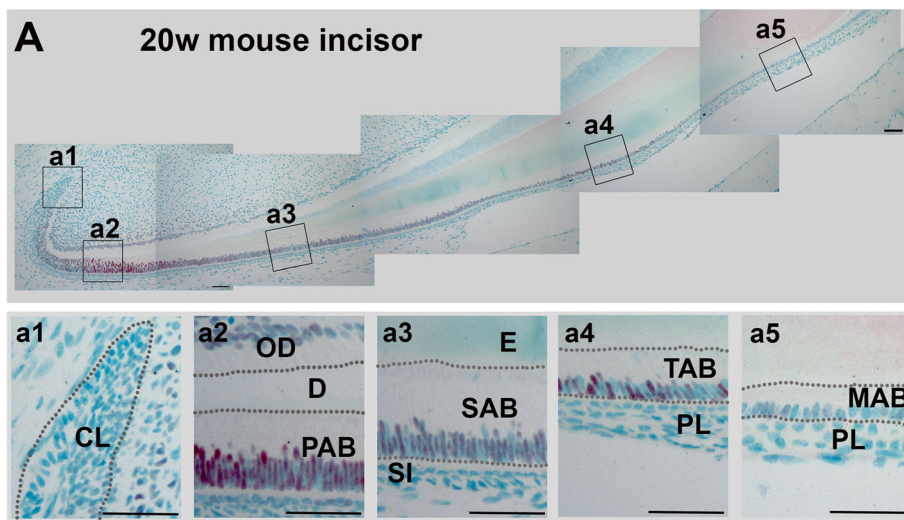 A 20w mouse incisor
a1
a2
a3
a4
a5
a1
CL
a2
OD
D
PAB
a3
E
SAB
SI
a4
TAB
PL
a5
MAB
PL